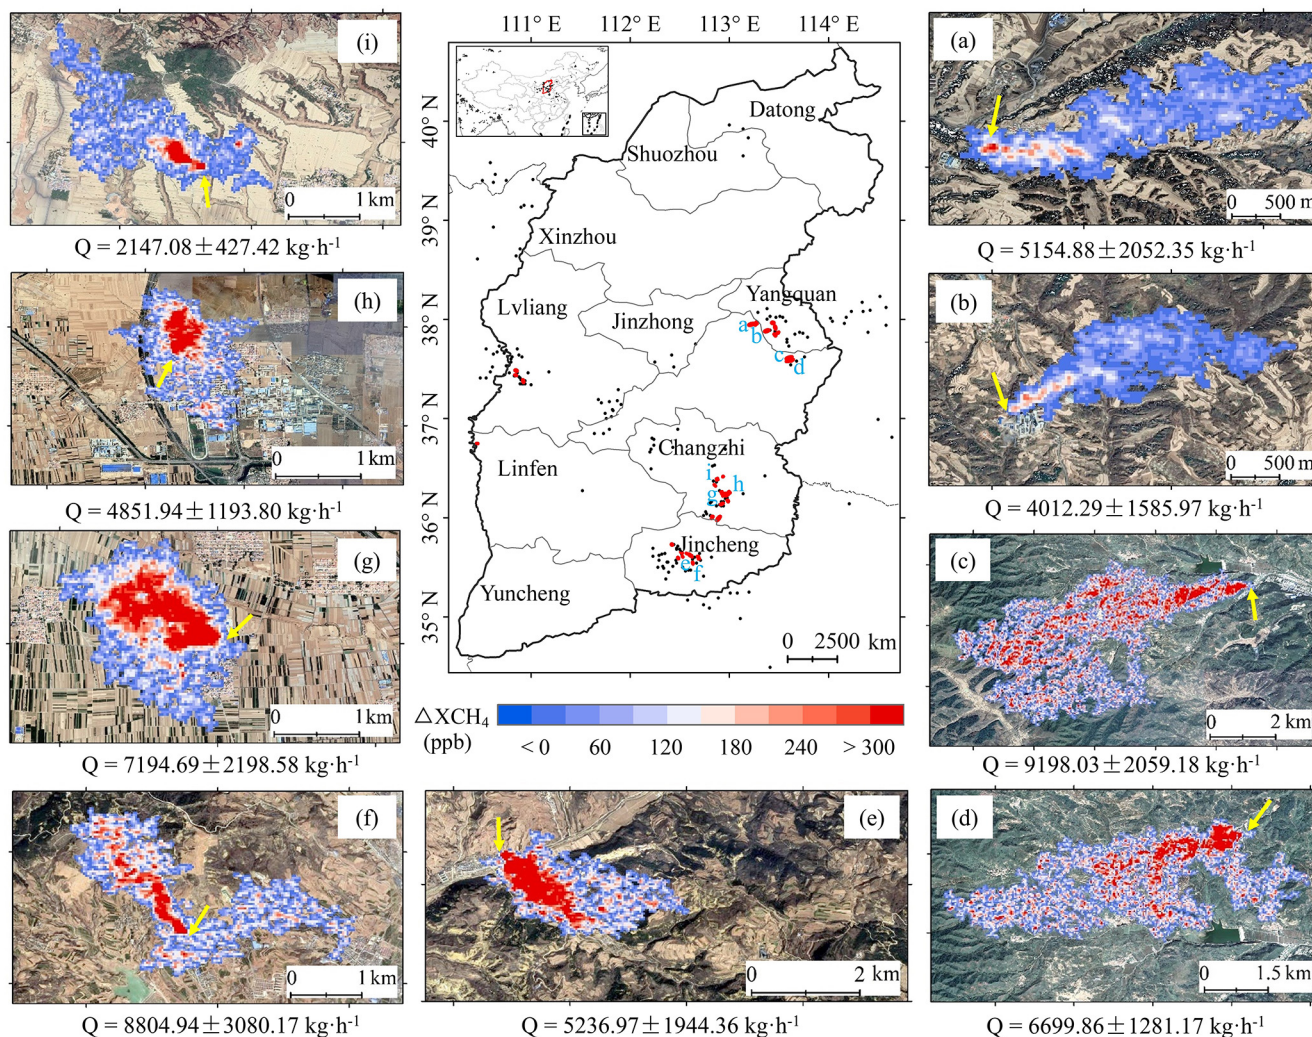 (i)
0 1 km
Q = 2147.08±427.42 kg·h⁻¹
(h)
0 1 km
Q = 4851.94±1193.80 kg·h⁻¹
(g)
0 1 km
Q = 7194.69±2198.58 kg·h⁻¹
(f)
0 1 km
Q = 8804.94±3080.17 kg·h⁻¹
111° E 112° E 113° E 114° E
40° N
39° N
38° N
37° N
36° N
35° N
Datong
Shuozhou
Xinzhou
Yangquan
Lvliang
Jinzhong
a
b
c
d
Changzhi
Linfen
i
g h
Jincheng
e
f
Yuncheng
0 2500 km
△XCH₄
(ppb)
< 0 60 120 180 240 > 300
(e)
0 2 km
Q = 5236.97±1944.36 kg·h⁻¹
(a)
0 500 m
Q = 5154.88±2052.35 kg·h⁻¹
(b)
0 500 m
Q = 4012.29±1585.97 kg·h⁻¹
(c)
0 2 km
Q = 9198.03±2059.18 kg·h⁻¹
(d)
0 1.5 km
Q = 6699.86±1281.17 kg·h⁻¹